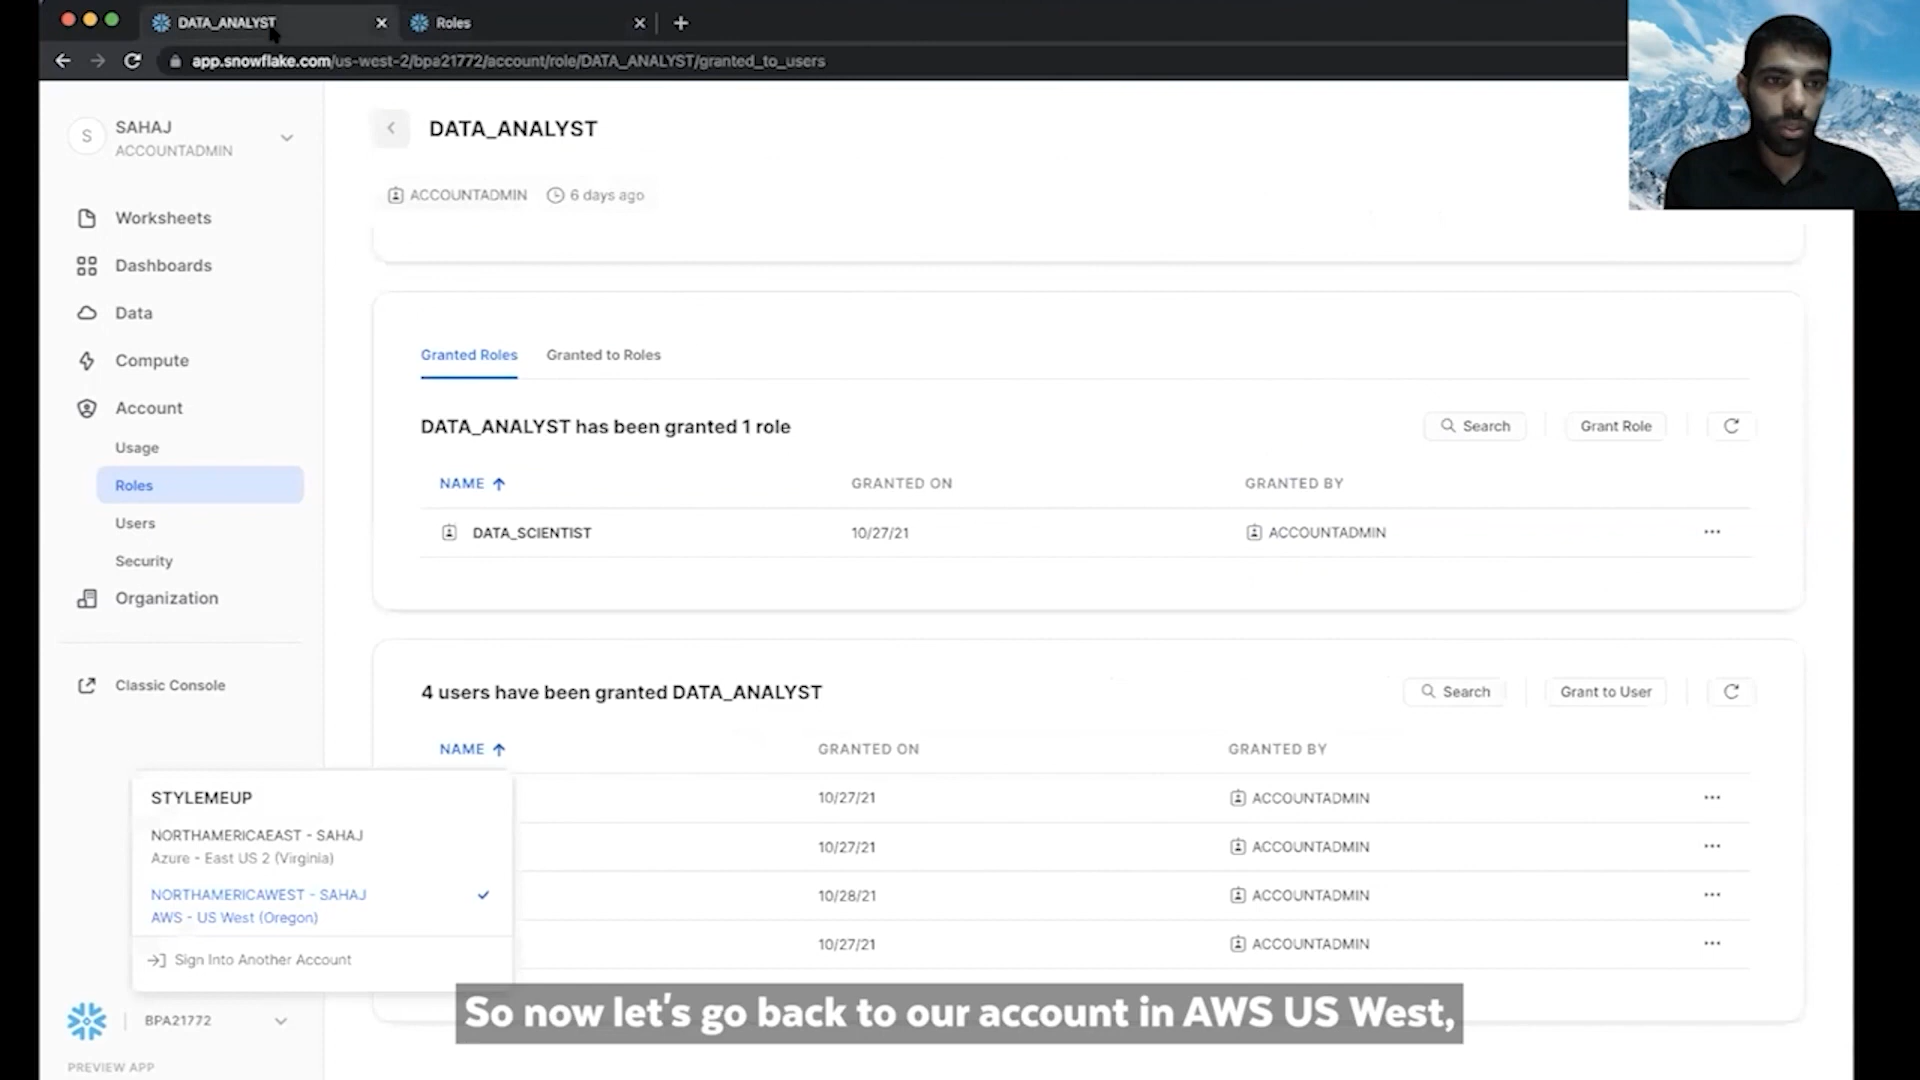 DATA_ANALYST
Roles
app.snowflake.com/us-west-2/bpa21772/account/role/DATA_ANALYST/granted_to_users
S
SAHAJ
ACCOUNTADMIN
Worksheets
Dashboards
Data
Compute
Account
Usage
Roles
Users
Security
Organization
Classic Console
DATA_ANALYST
ACCOUNTADMIN 6 days ago
Granted Roles Granted to Roles
DATA_ANALYST has been granted 1 role Search Grant Role
NAME GRANTED ON GRANTED BY
DATA_SCIENTIST 10/27/21 ACCOUNTADMIN
4 users have been granted DATA_ANALYST Search Grant to User
NAME GRANTED ON GRANTED BY
10/27/21 ACCOUNTADMIN
10/27/21 ACCOUNTADMIN
10/28/21 ACCOUNTADMIN
10/27/21 ACCOUNTADMIN
STYLEMEUP
NORTHAMERICAEAST - SAHAJ
Azure - East US 2 (Virginia)
NORTHAMERICAWEST - SAHAJ
AWS - US West (Oregon)
Sign Into Another Account
BPA21772
PREVIEW APP
So now let's go back to our account in AWS US West,